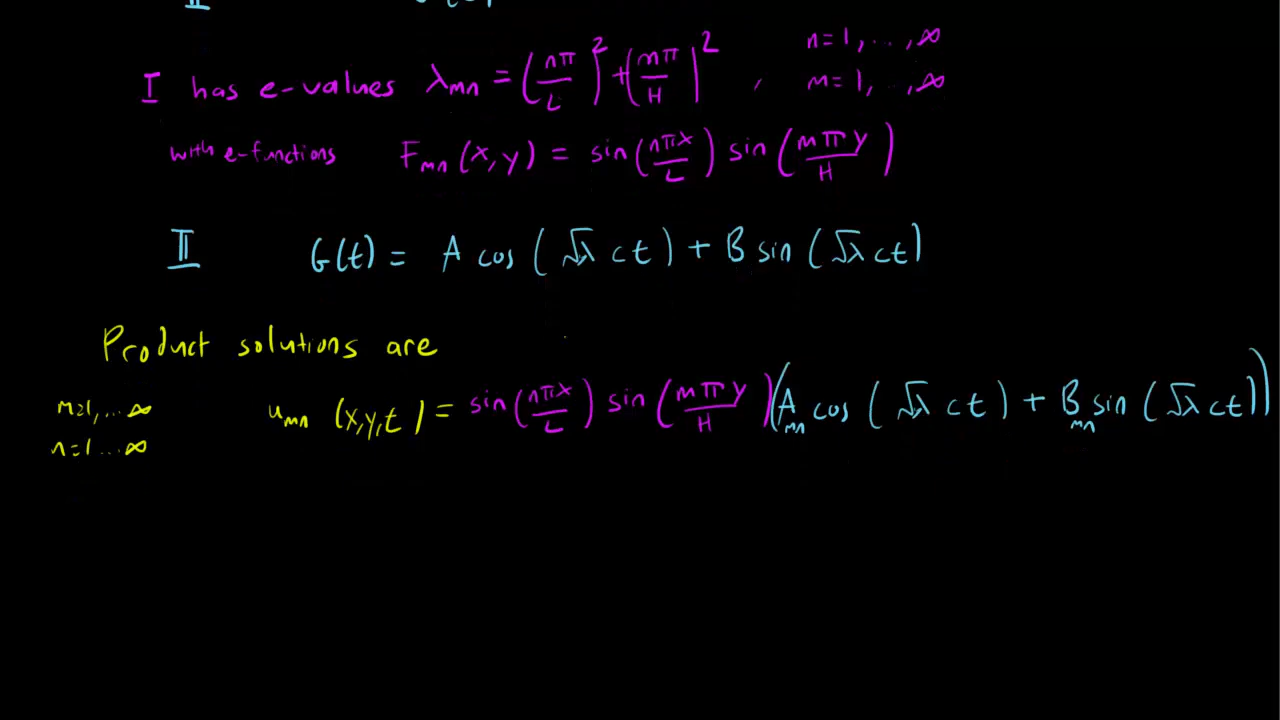 II
I has e-values λₘₙ = (nπ/L)² + (mπ/H)² , n=1, ..., ∞
m=1, ..., ∞
with e-functions Fₘₙ(x,y) = sin(nπx/L) sin(mπy/H)
II G(t) = A cos(√λ ct) + B sin(√λ ct)
Product solutions are
m=1, ... ∞
n=1 ... ∞
uₘₙ(x,y,t) = sin(nπx/L) sin(mπy/H)(Aₘₙ cos(√λ ct) + Bₘₙ sin(√λ ct))